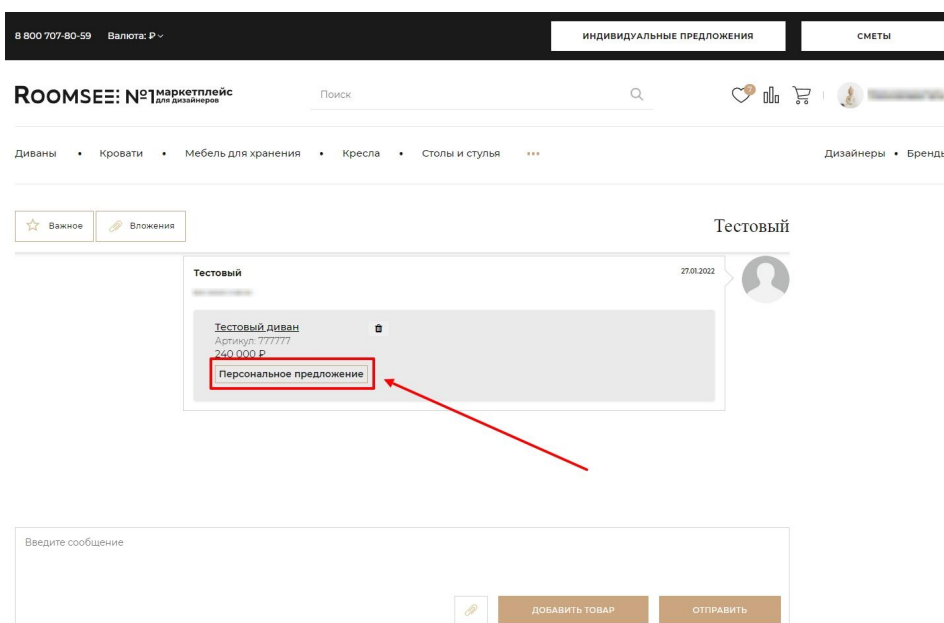 8 800 707-80-59 Валюта: ₽
ИНДИВИДУАЛЬНЫЕ ПРЕДЛОЖЕНИЯ
СМЕТЫ
ROOMSEE: №1 маркетплейс
для дизайнеров
Поиск
7
Диваны • Кровати • Мебель для хранения • Кресла • Столы и стулья •••
Дизайнеры • Бренды
Важное
Вложения
Тестовый
Тестовый
27.01.2022
Тестовый диван
Артикул: 777777
240 000 ₽
Персональное предложение
Введите сообщение
ДОБАВИТЬ ТОВАР
ОТПРАВИТЬ